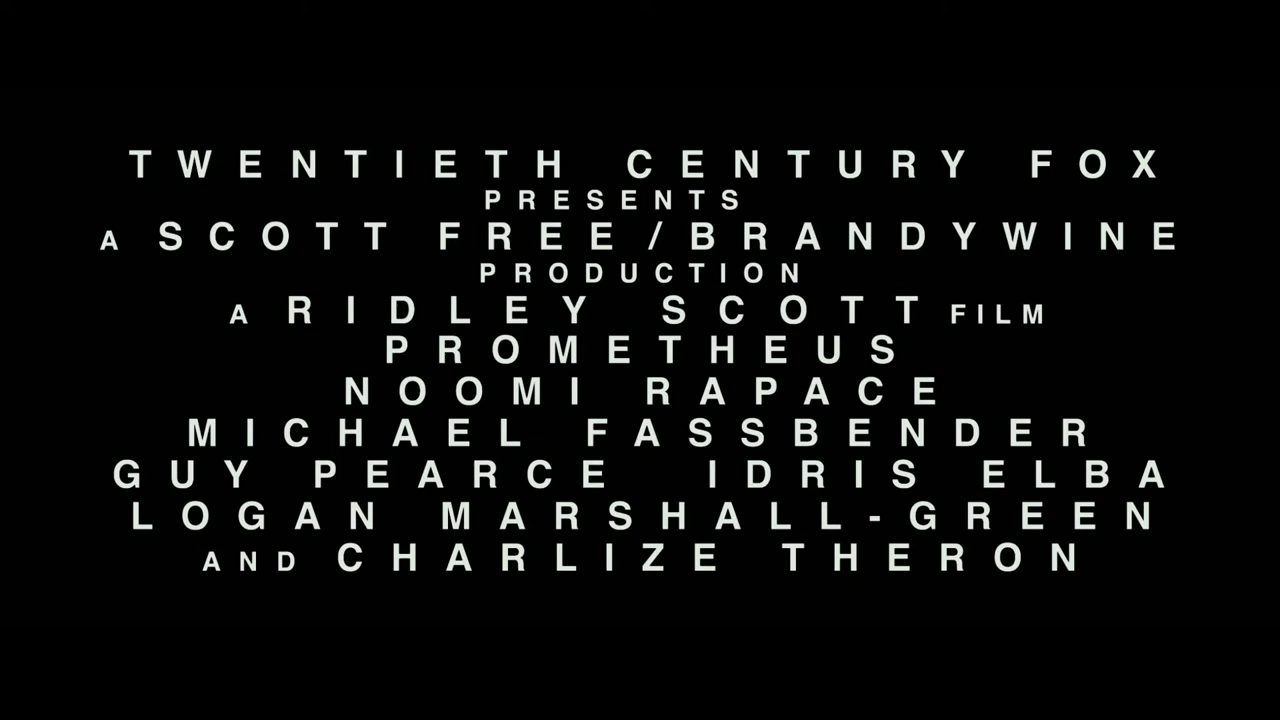 TWENTIETH CENTURY FOX
PRESENTS
A SCOTT FREE/BRANDYWINE
PRODUCTION
A RIDLEY SCOTT FILM
PROMETHEUS
NOOMI RAPACE
MICHAEL FASSBENDER
GUY PEARCE IDRIS ELBA
LOGAN MARSHALL-GREEN
AND CHARLIZE THERON